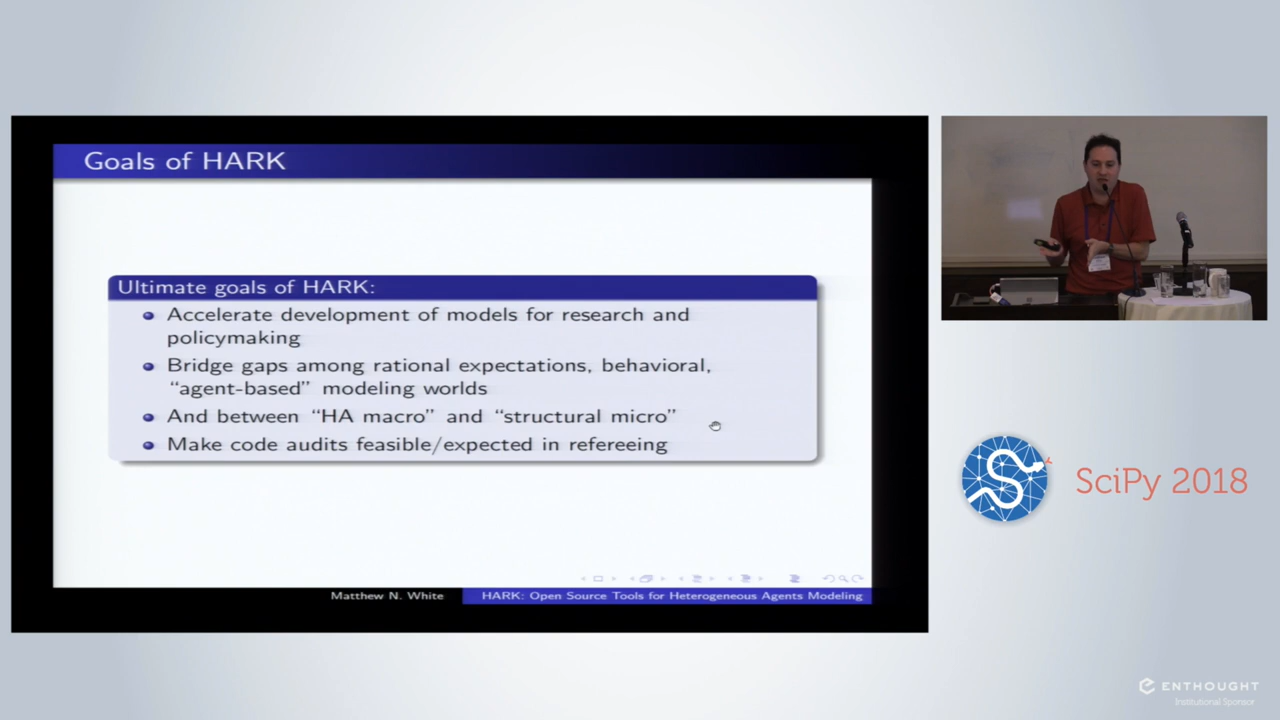 Goals of HARK
Ultimate goals of HARK:
Accelerate development of models for research and
policymaking
Bridge gaps among rational expectations, behavioral,
“agent-based” modeling worlds
And between “HA macro” and “structural micro”
Make code audits feasible/expected in refereeing
Matthew N. White
HARK: Open Source Tools for Heterogeneous Agents Modeling
SciPy 2018
ENTHOUGHT
Institutional Sponsor